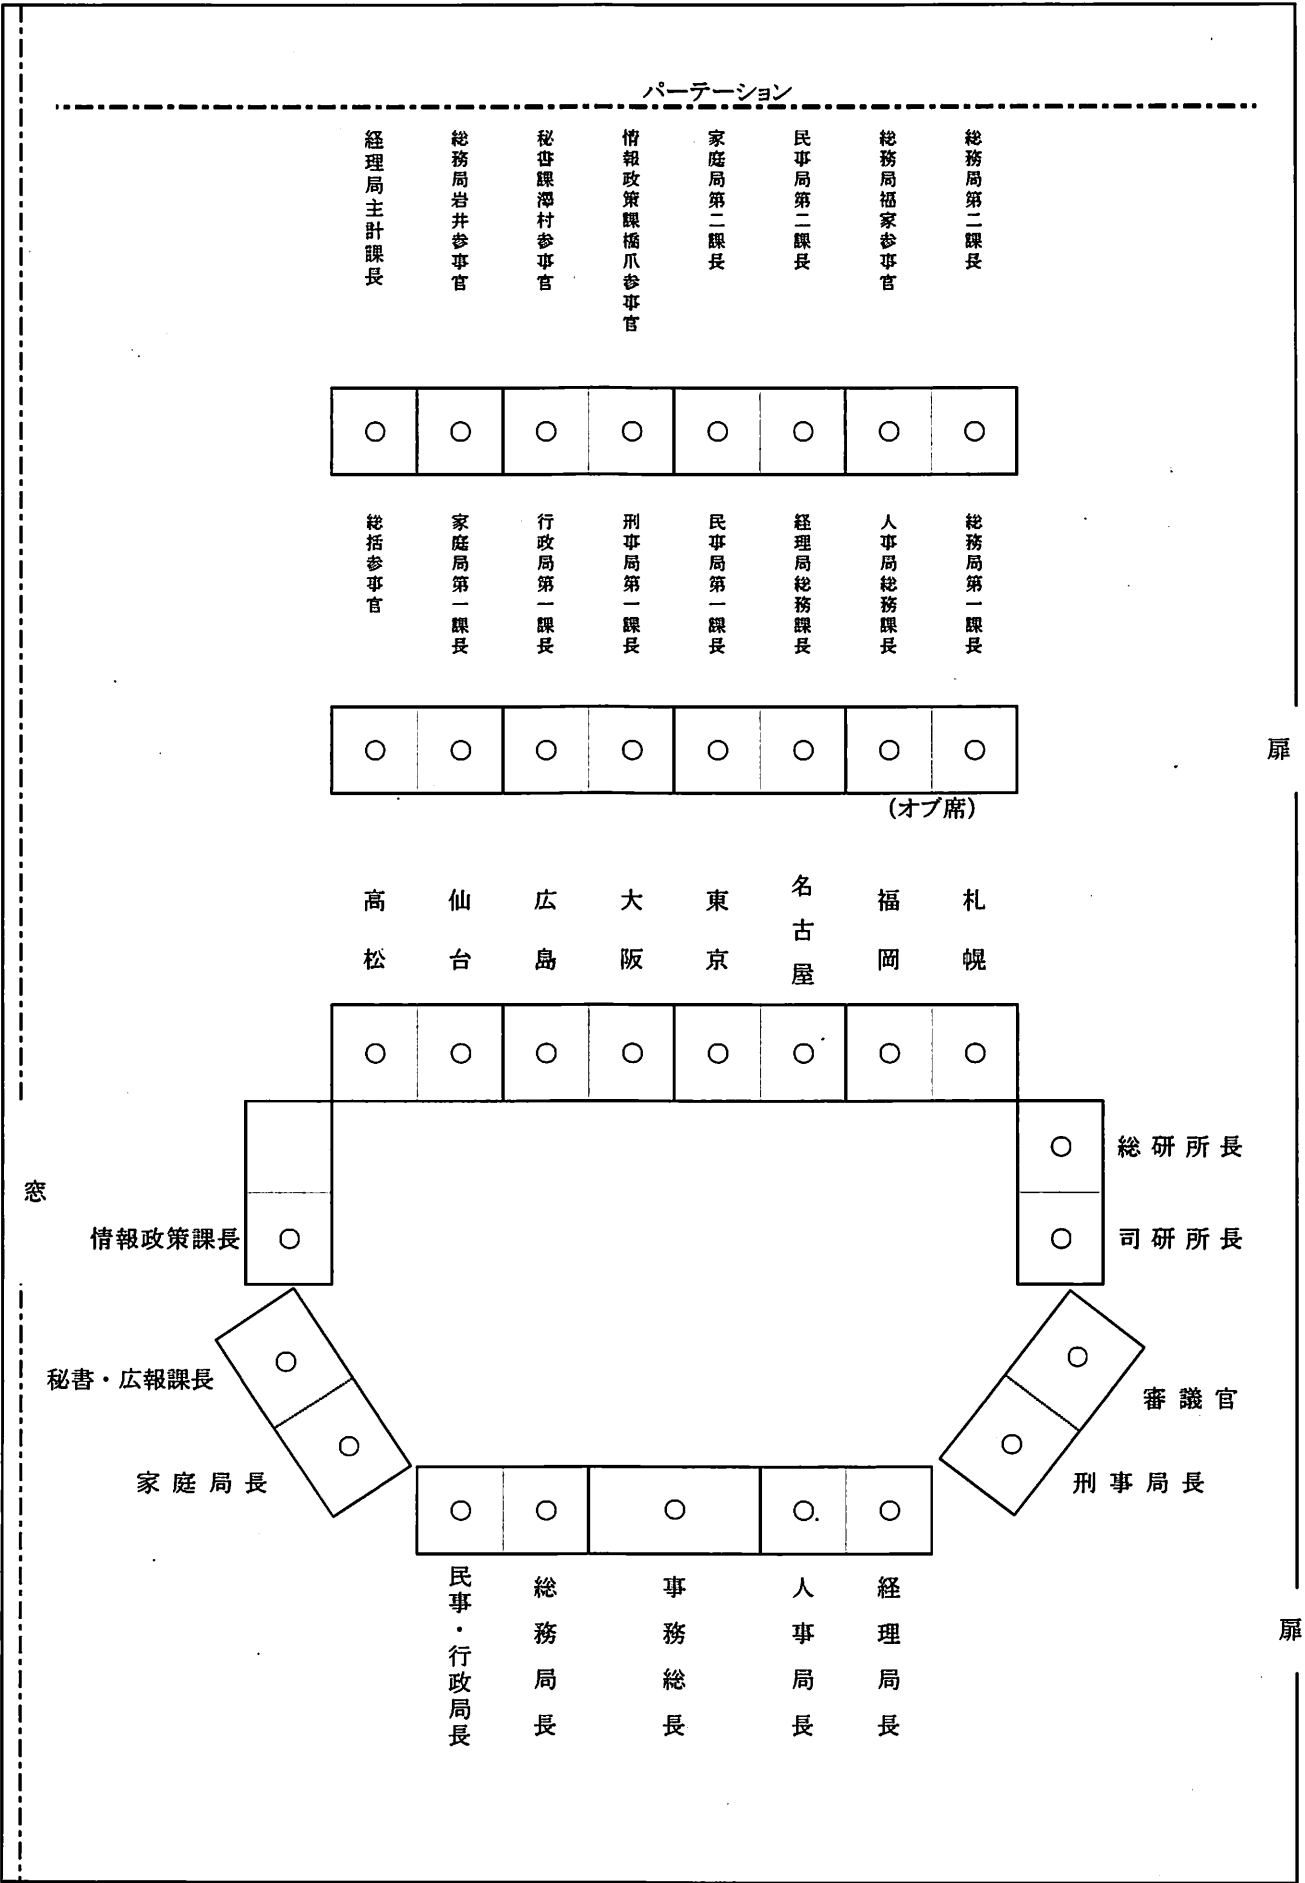 パーテーション
経理局主計課長
総務局岩井参事官
秘書課澤村参事官
情報政策課橋爪参事官
家庭局第二課長
民事局第二課長
総務局福家参事官
総務局第二課長
総括参事官
家庭局第一課長
行政局第一課長
刑事局第一課長
民事局第一課長
経理局総務課長
人事局総務課長
総務局第一課長
扉
(オブ席)
高松
仙台
広島
大阪
東京
名古屋
福岡
札幌
総研所長
窓
情報政策課長
司研所長
秘書・広報課長
審議官
家庭局長
刑事局長
民事・行政局長
総務局長
事務総長
人事局長
経理局長
扉